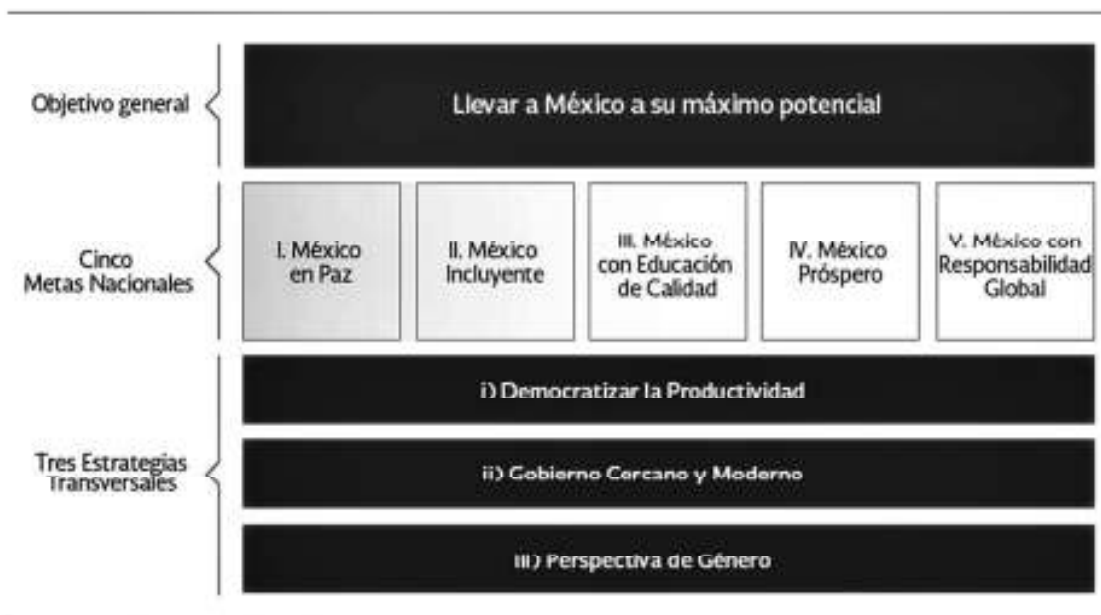 Objetivo general
Llevar a México a su máximo potencial
Cinco
Metas Nacionales
I. México
en Paz
II. México
Incluyente
III. México
con Educación
de Calidad
IV. México
Próspero
V. México con
Responsabilidad
Global
Tres Estrategias
Transversales
i) Democratizar la Productividad
ii) Gobierno Cercano y Moderno
iii) Perspectiva de Género